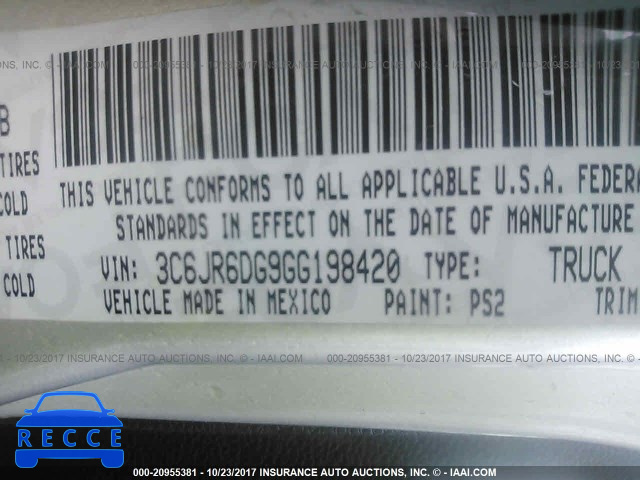 B
TIRES
COLD
TIRES
COLD
THIS VEHICLE CONFORMS TO ALL APPLICABLE U.S.A. FEDERA
STANDARDS IN EFFECT ON THE DATE OF MANUFACTURE
VIN: 3C6JR6DG9GG198420 TYPE: TRUCK
VEHICLE MADE IN MEXICO PAINT: PS2 TRIM
000-20955381 - 10/23/2017 INSURANCE AUTO AUCTIONS, INC. © - IAAI.COM
RECCE
000-20955381 - 10/23/2017 INSURANCE AUTO AUCTIONS, INC. © - IAAI.COM